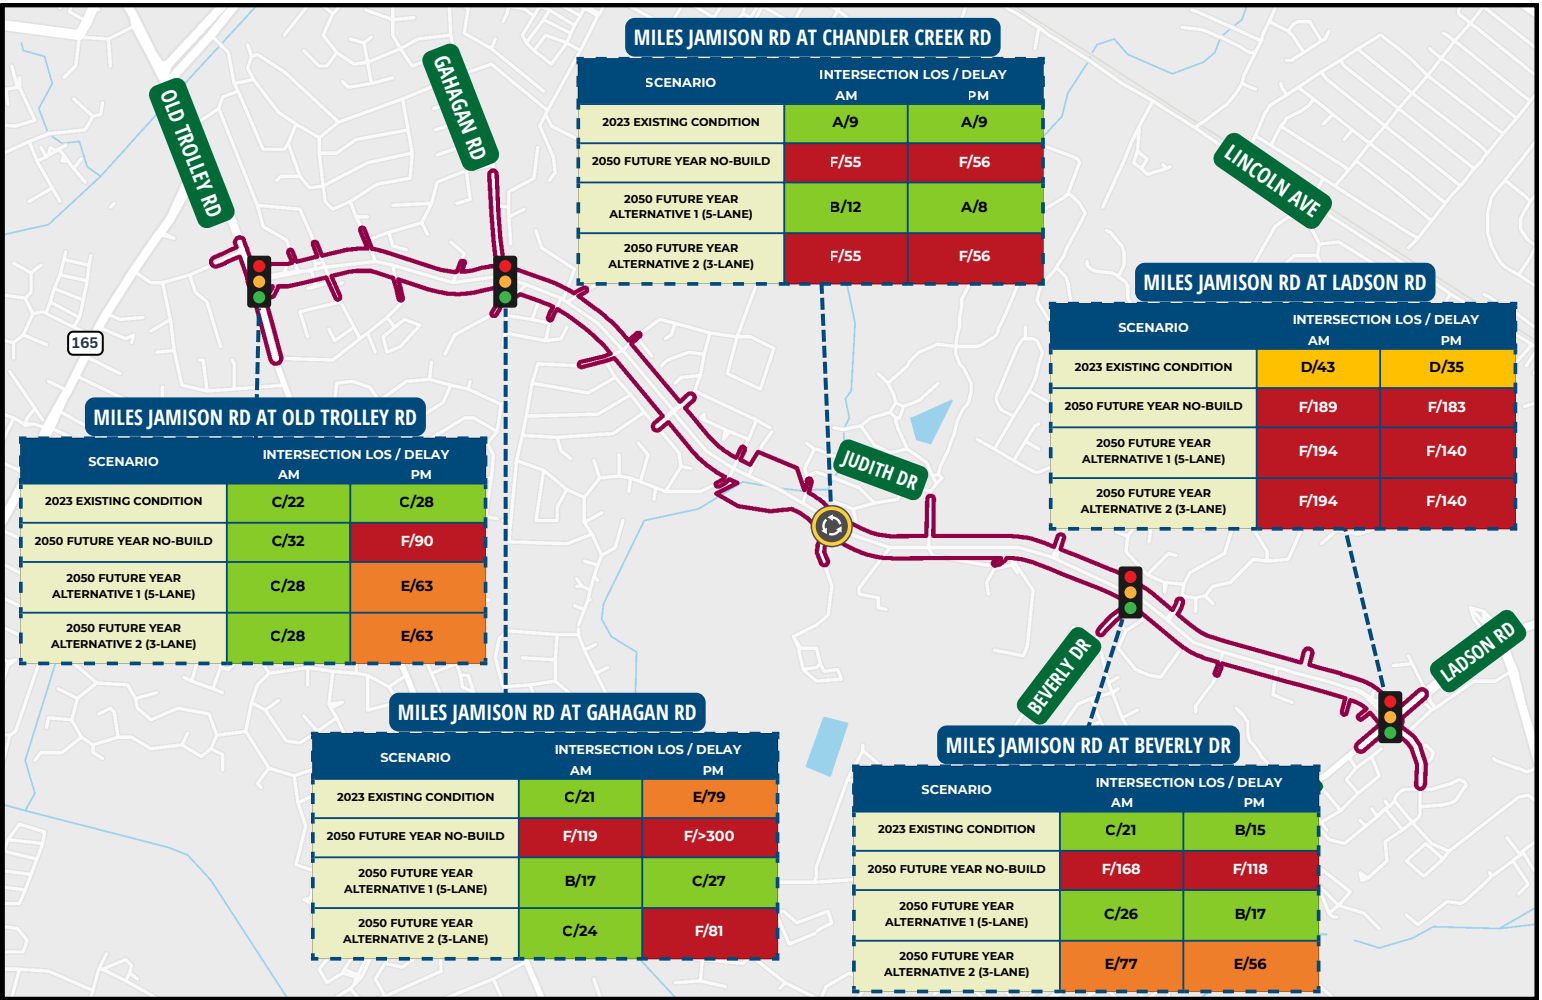 MILES JAMISON RD AT CHANDLER CREEK RD
SCENARIO
INTERSECTION LOS / DELAY
AM PM
2023 EXISTING CONDITION A/9 A/9
2050 FUTURE YEAR NO-BUILD F/55 F/56
2050 FUTURE YEAR
ALTERNATIVE 1 (5-LANE) B/12 A/8
2050 FUTURE YEAR
ALTERNATIVE 2 (3-LANE) F/55 F/56
OLD TROLLEY RD
GAHAGAN RD
LINCOLN AVE
165
MILES JAMISON RD AT LADSON RD
SCENARIO
INTERSECTION LOS / DELAY
AM PM
2023 EXISTING CONDITION D/43 D/35
2050 FUTURE YEAR NO-BUILD F/189 F/183
2050 FUTURE YEAR
ALTERNATIVE 1 (5-LANE) F/194 F/140
2050 FUTURE YEAR
ALTERNATIVE 2 (3-LANE) F/194 F/140
MILES JAMISON RD AT OLD TROLLEY RD
SCENARIO
INTERSECTION LOS / DELAY
AM PM
2023 EXISTING CONDITION C/22 C/28
2050 FUTURE YEAR NO-BUILD C/32 F/90
2050 FUTURE YEAR
ALTERNATIVE 1 (5-LANE) C/28 E/63
2050 FUTURE YEAR
ALTERNATIVE 2 (3-LANE) C/28 E/63
JUDITH DR
BEVERLY DR
LADSON RD
MILES JAMISON RD AT GAHAGAN RD
SCENARIO
INTERSECTION LOS / DELAY
AM PM
2023 EXISTING CONDITION C/21 E/79
2050 FUTURE YEAR NO-BUILD F/119 F/>300
2050 FUTURE YEAR
ALTERNATIVE 1 (5-LANE) B/17 C/27
2050 FUTURE YEAR
ALTERNATIVE 2 (3-LANE) C/24 F/81
MILES JAMISON RD AT BEVERLY DR
SCENARIO
INTERSECTION LOS / DELAY
AM PM
2023 EXISTING CONDITION C/21 B/15
2050 FUTURE YEAR NO-BUILD F/168 F/118
2050 FUTURE YEAR
ALTERNATIVE 1 (5-LANE) C/26 B/17
2050 FUTURE YEAR
ALTERNATIVE 2 (3-LANE) E/77 E/56